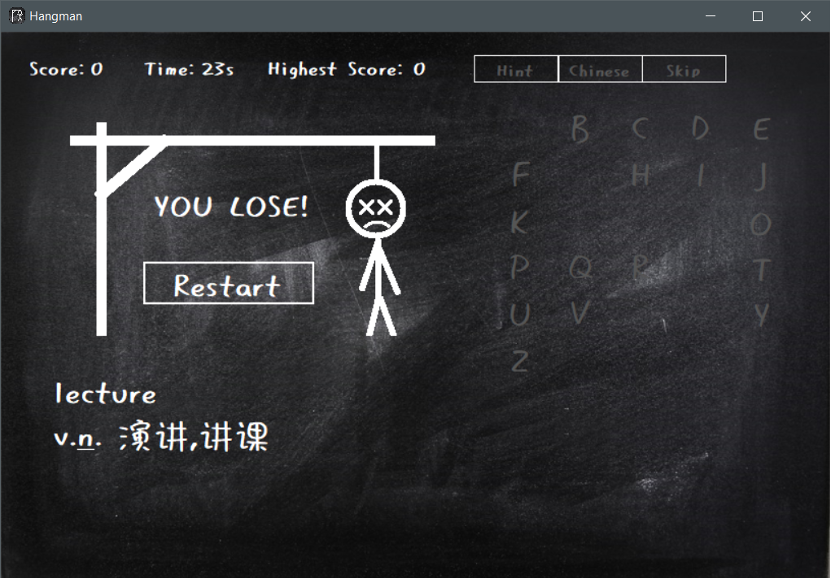 Hangman
Score: 0 Time: 23s Highest Score: 0 Hint Chinese Skip
B C D E
F H I J
YOU LOSE!
K O
P Q R T
Restart
U V Y
Z
lecture
v.n. 演讲,讲课